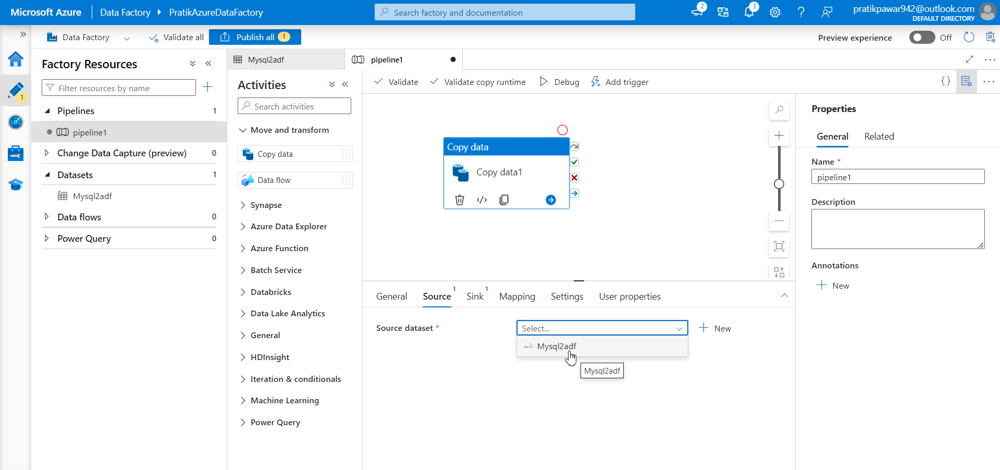 Microsoft Azure
Data Factory
PratikAzureDataFactory
Search factory and documentation
2
3
pratikpawar942@outlook.com
DEFAULT DIRECTORY
Data Factory
Validate all
Publish all 1
Preview experience
Off
1
Factory Resources
Filter resources by name
Pipelines 1
pipeline1
Change Data Capture (preview) 0
Datasets 1
Mysql2adf
Data flows 0
Power Query 0
Mysql2adf
pipeline1
Activities
Search activities
Move and transform
Copy data
Data flow
Synapse
Azure Data Explorer
Azure Function
Batch Service
Databricks
Data Lake Analytics
General
HDInsight
Iteration & conditionals
Machine Learning
Power Query
Validate
Validate copy runtime
Debug
Add trigger
{}
Copy data
Copy data1
General
Source 1
Sink 1
Mapping
Settings
User properties
Source dataset *
Select...
New
Mysql2adf
Mysql2adf
Properties
General
Related
Name *
pipeline1
Description
Annotations
New